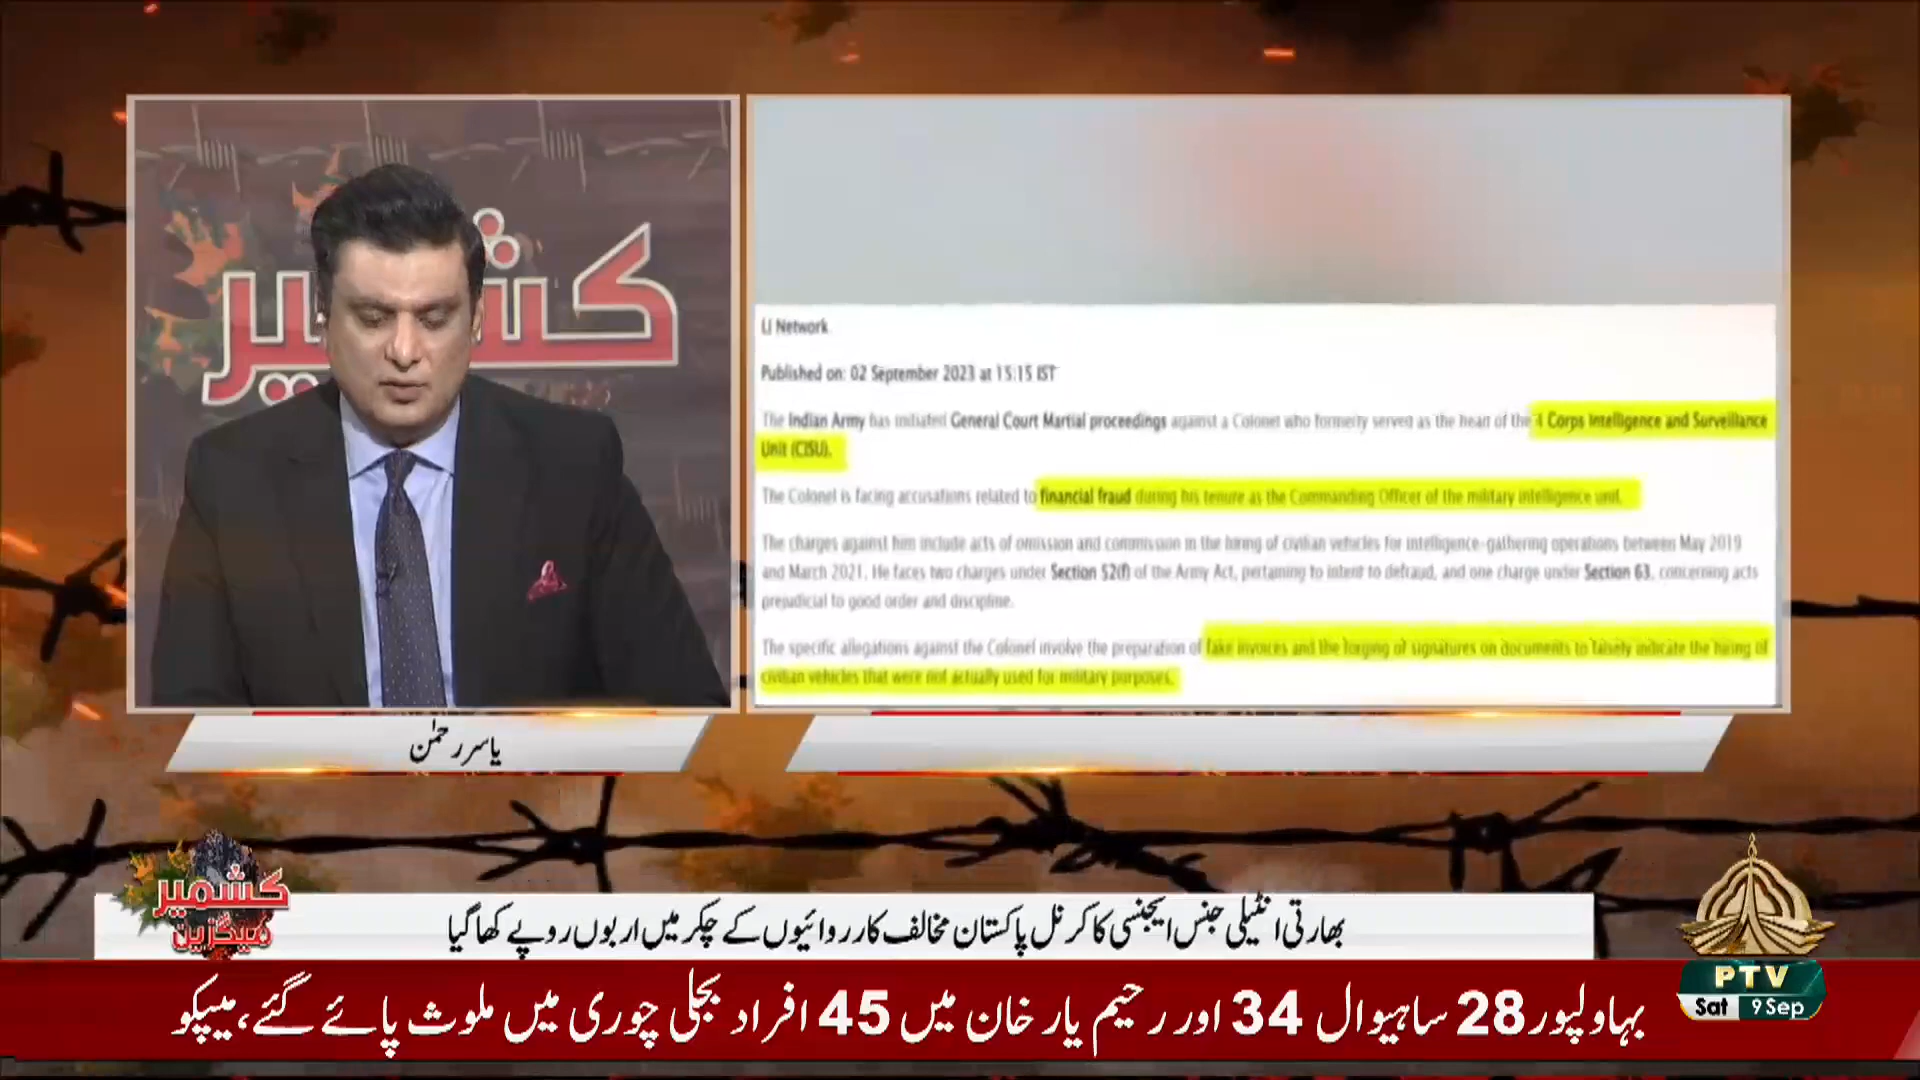 کشمیر
LI Network
Published on: 02 September 2023 at 15:15 IST
The Indian Army has initiated General Court Martial proceedings against a Colonel who formerly served as the head of the 4 Corps Intelligence and Surveillance
Unit (CISU).
The Colonel is facing accusations related to financial fraud during his tenure as the Commanding Officer of the military intelligence unit.
The charges against him include acts of omission and commission in the hiring of civilian vehicles for intelligence-gathering operations between May 2019
and March 2021. He faces two charges under Section 52(f) of the Army Act, pertaining to intent to defraud, and one charge under Section 63, concerning acts
prejudicial to good order and discipline.
The specific allegations against the Colonel involve the preparation of fake invoices and the forging of signatures on documents to falsely indicate the hiring of
civilian vehicles that were not actually used for military purposes.
یاسر رحمٰن
کشمیر
میگزین
بھارتی انٹیلی جنس ایجنسی کا کرنل پاکستان مخالف کارروائیوں کے چکر میں اربوں روپے کھا گیا
PTV
Sat 9 Sep
بہاولپور 28 ساہیوال 34 اور رحیم یار خان میں 45 افراد بجلی چوری میں ملوث پائے گئے، میپکو